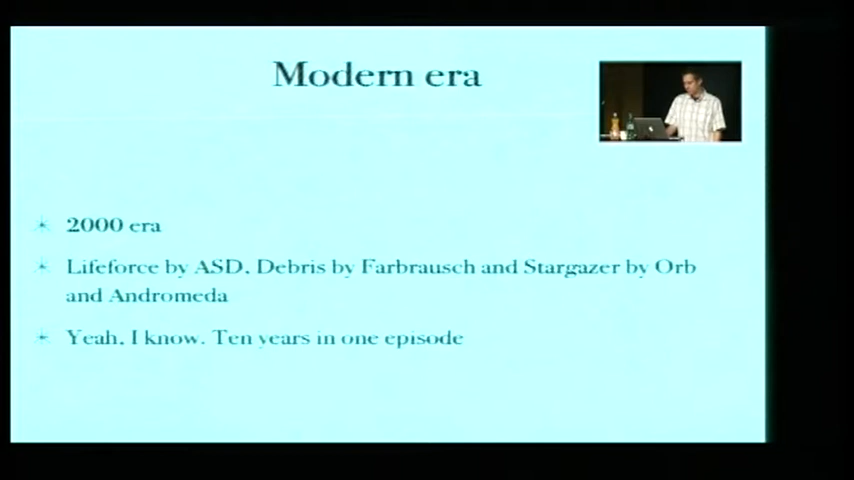 Modern era
2000 era
Lifeforce by ASD, Debris by Farbrausch and Stargazer by Orb
and Andromeda
Yeah, I know. Ten years in one episode